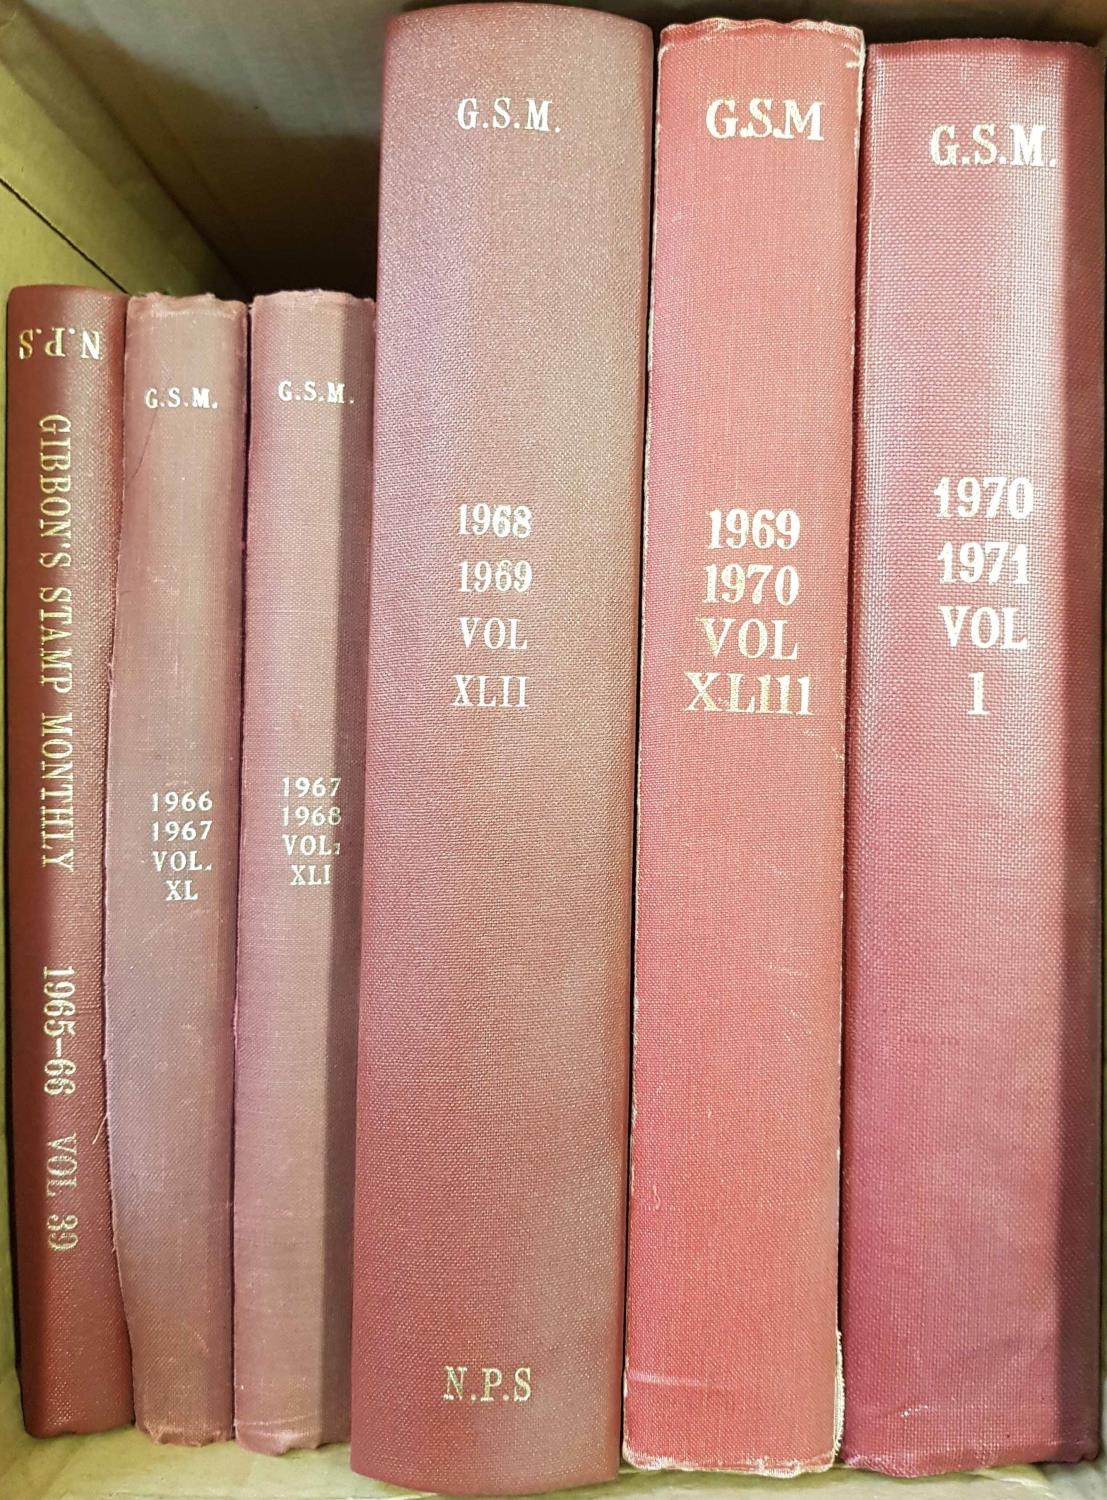 N.P.S
GIBBONS STAMP MONTHLY 1965-66 VOL 39
G.S.M.
1966
1967
VOL.
XL
G.S.M.
1967
1968
VOL.
XLI
G.S.M.
1968
1969
VOL
XLII
N.P.S
G.S.M
1969
1970
VOL
XLIII
G.S.M.
1970
1971
VOL
1